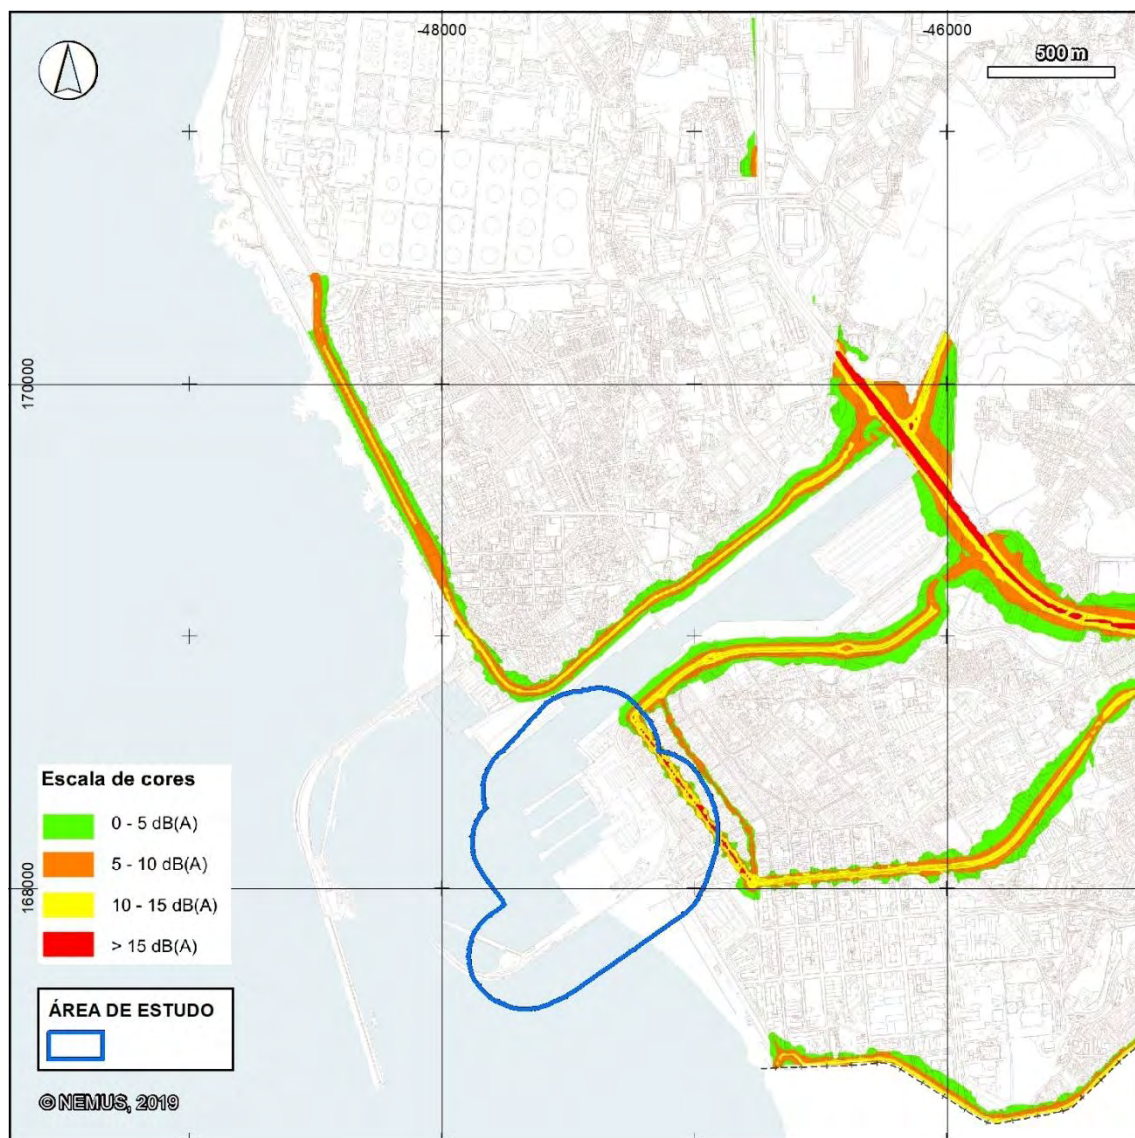 -48000
-46000
500 m
170000
168000
Escala de cores
0 - 5 dB(A)
5 - 10 dB(A)
10 - 15 dB(A)
> 15 dB(A)
ÁREA DE ESTUDO
© NEMUS, 2019